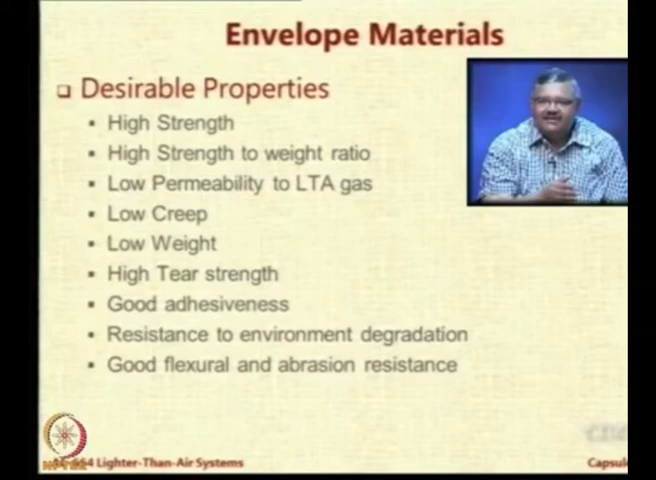 Envelope Materials
❑ Desirable Properties
▪ High Strength
▪ High Strength to weight ratio
▪ Low Permeability to LTA gas
▪ Low Creep
▪ Low Weight
▪ High Tear strength
▪ Good adhesiveness
▪ Resistance to environment degradation
▪ Good flexural and abrasion resistance
NPTEL
Lighter-Than-Air Systems